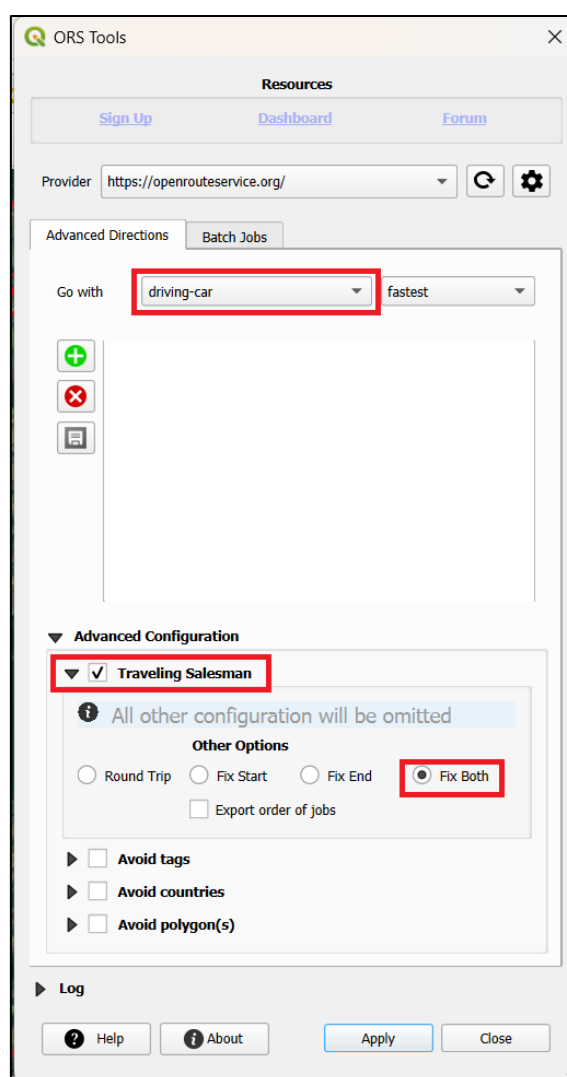 ORS Tools
Resources
Sign Up Dashboard Forum
Provider https://openrouteservice.org/
Advanced Directions Batch Jobs
Go with driving-car fastest
Advanced Configuration
Traveling Salesman
All other configuration will be omitted
Other Options
Round Trip Fix Start Fix End Fix Both
Export order of jobs
Avoid tags
Avoid countries
Avoid polygon(s)
Log
Help About Apply Close